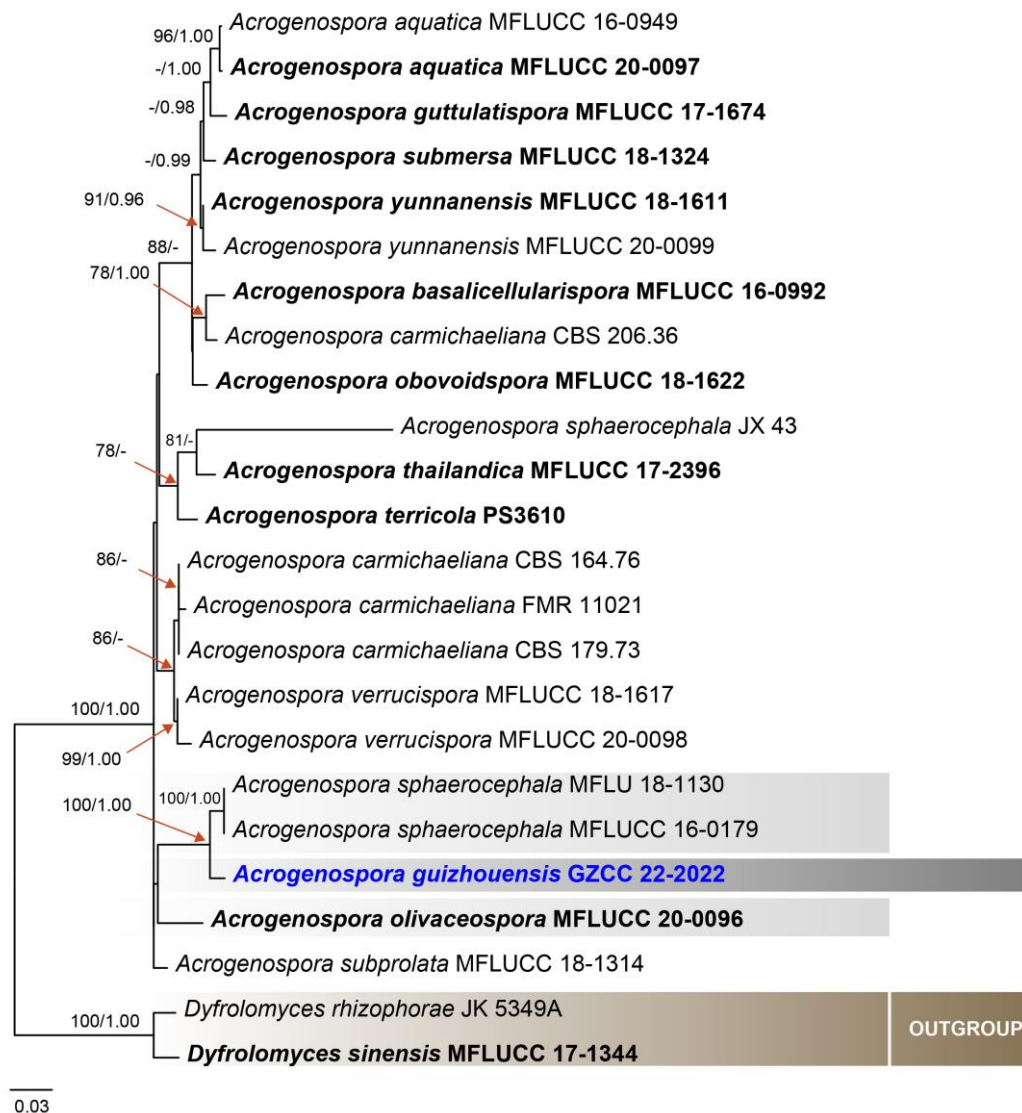 Acrogenospora aquatica MFLUCC 16-0949
96/1.00
Acrogenospora aquatica MFLUCC 20-0097
-/1.00
Acrogenospora guttulatispora MFLUCC 17-1674
-/0.98
Acrogenospora submersa MFLUCC 18-1324
-/0.99
Acrogenospora yunnanensis MFLUCC 18-1611
91/0.96
Acrogenospora yunnanensis MFLUCC 20-0099
88/-
78/1.00
Acrogenospora basalicellularispora MFLUCC 16-0992
Acrogenospora carmichaeliana CBS 206.36
Acrogenospora obovoidspora MFLUCC 18-1622
Acrogenospora sphaerocephala JX 43
81/-
78/-
Acrogenospora thailandica MFLUCC 17-2396
Acrogenospora terricola PS3610
86/-
Acrogenospora carmichaeliana CBS 164.76
Acrogenospora carmichaeliana FMR 11021
86/-
Acrogenospora carmichaeliana CBS 179.73
Acrogenospora verrucispora MFLUCC 18-1617
100/1.00
Acrogenospora verrucispora MFLUCC 20-0098
99/1.00
Acrogenospora sphaerocephala MFLU 18-1130
100/1.00
100/1.00
Acrogenospora sphaerocephala MFLUCC 16-0179
Acrogenospora guizhouensis GZCC 22-2022
Acrogenospora olivaceospora MFLUCC 20-0096
Acrogenospora subprolata MFLUCC 18-1314
Dyfrolomyces rhizophorae JK 5349A
100/1.00
OUTGROUP
Dyfrolomyces sinensis MFLUCC 17-1344
0.03